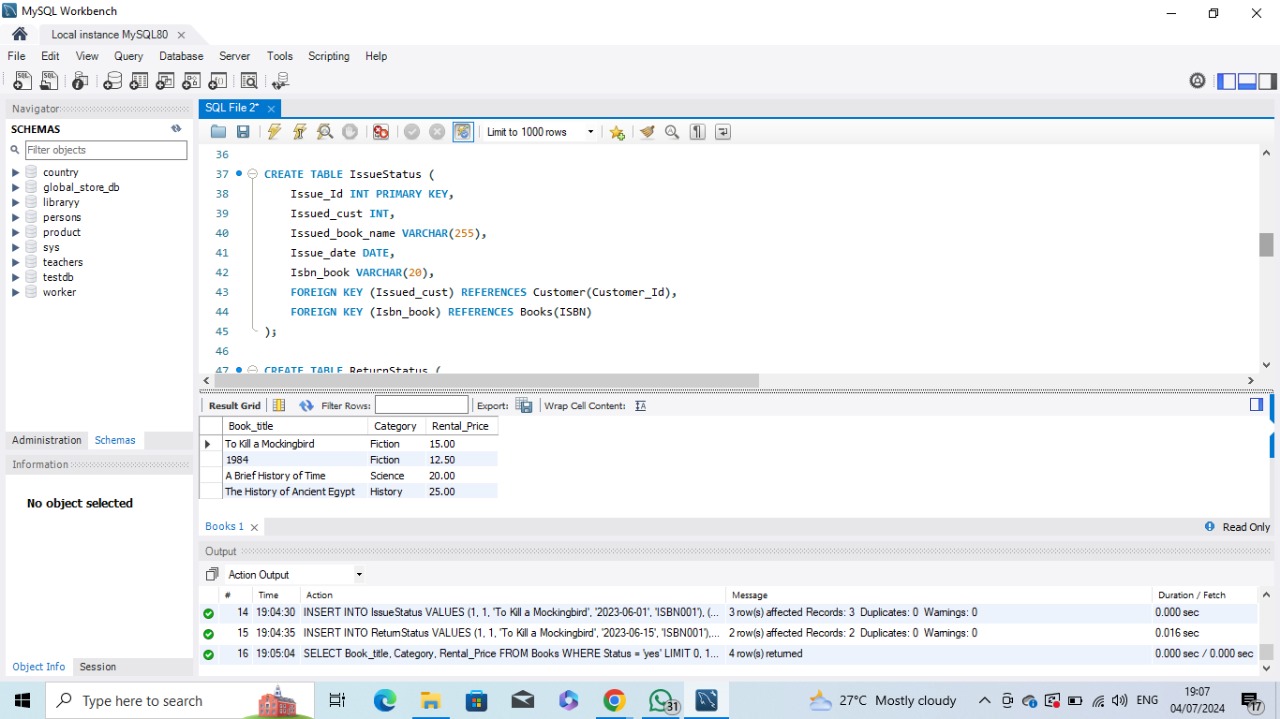 MySQL Workbench
Local instance MySQL80
File Edit View Query Database Server Tools Scripting Help
Navigator
SCHEMAS
Filter objects
country
global_store_db
libraryy
persons
product
sys
teachers
testdb
worker
Administration Schemas
Information
No object selected
Object Info Session
SQL File 2*
Limit to 1000 rows
36
37 CREATE TABLE IssueStatus (
38 Issue_Id INT PRIMARY KEY,
39 Issued_cust INT,
40 Issued_book_name VARCHAR(255),
41 Issue_date DATE,
42 Isbn_book VARCHAR(20),
43 FOREIGN KEY (Issued_cust) REFERENCES Customer(Customer_Id),
44 FOREIGN KEY (Isbn_book) REFERENCES Books(ISBN)
45 );
46
47 CREATE TABLE ReturnStatus (
Result Grid Filter Rows: Export: Wrap Cell Content:
Book_title Category Rental_Price
To Kill a Mockingbird Fiction 15.00
1984 Fiction 12.50
A Brief History of Time Science 20.00
The History of Ancient Egypt History 25.00
Books 1 Read Only
Output
Action Output
# Time Action Message Duration / Fetch
14 19:04:30 INSERT INTO IssueStatus VALUES (1, 1, 'To Kill a Mockingbird', '2023-06-01', 'ISBN001'), (... 3 row(s) affected Records: 3 Duplicates: 0 Warnings: 0 0.000 sec
15 19:04:35 INSERT INTO ReturnStatus VALUES (1, 1, 'To Kill a Mockingbird', '2023-06-15', 'ISBN001'),... 2 row(s) affected Records: 2 Duplicates: 0 Warnings: 0 0.016 sec
16 19:05:04 SELECT Book_title, Category, Rental_Price FROM Books WHERE Status = 'yes' LIMIT 0, 1... 4 row(s) returned 0.000 sec / 0.000 sec
Type here to search
31
27°C Mostly cloudy
ENG
9:07
04/07/2024
17